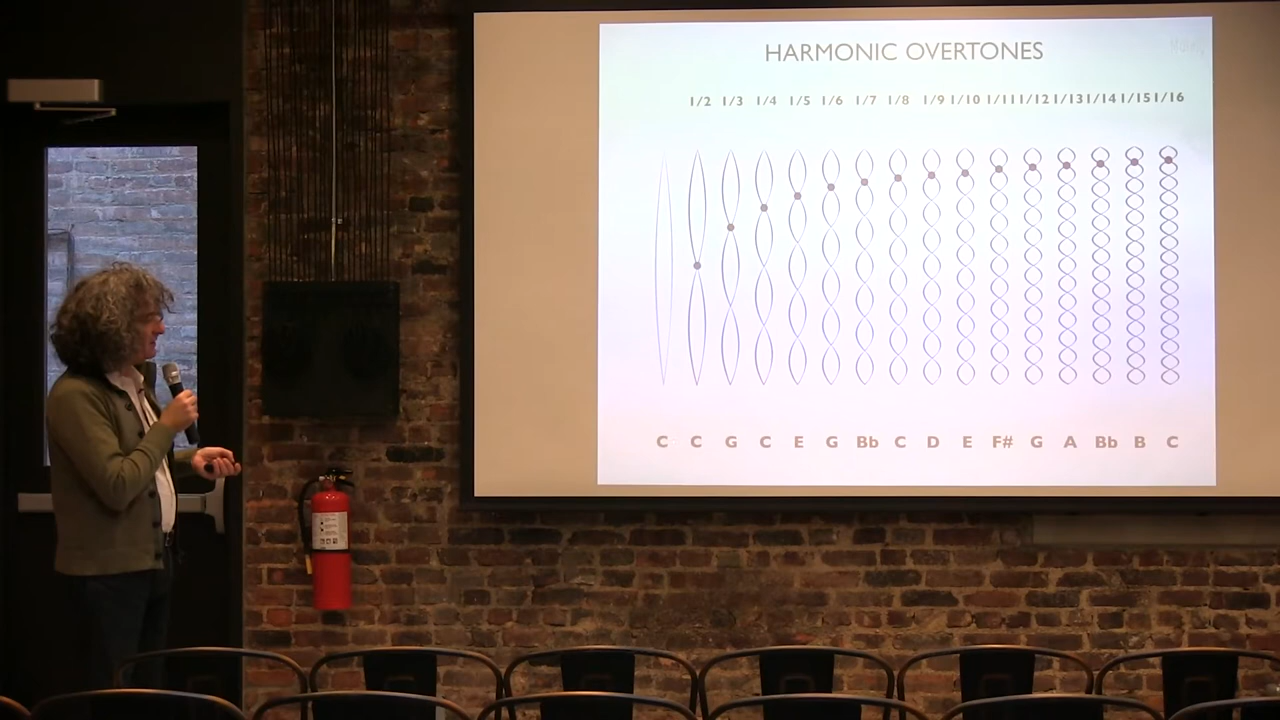 HARMONIC OVERTONES
1/2 1/3 1/4 1/5 1/6 1/7 1/8 1/9 1/10 1/11 1/12 1/13 1/14 1/15 1/16
C C G C E G Bb C D E F# G A Bb B C